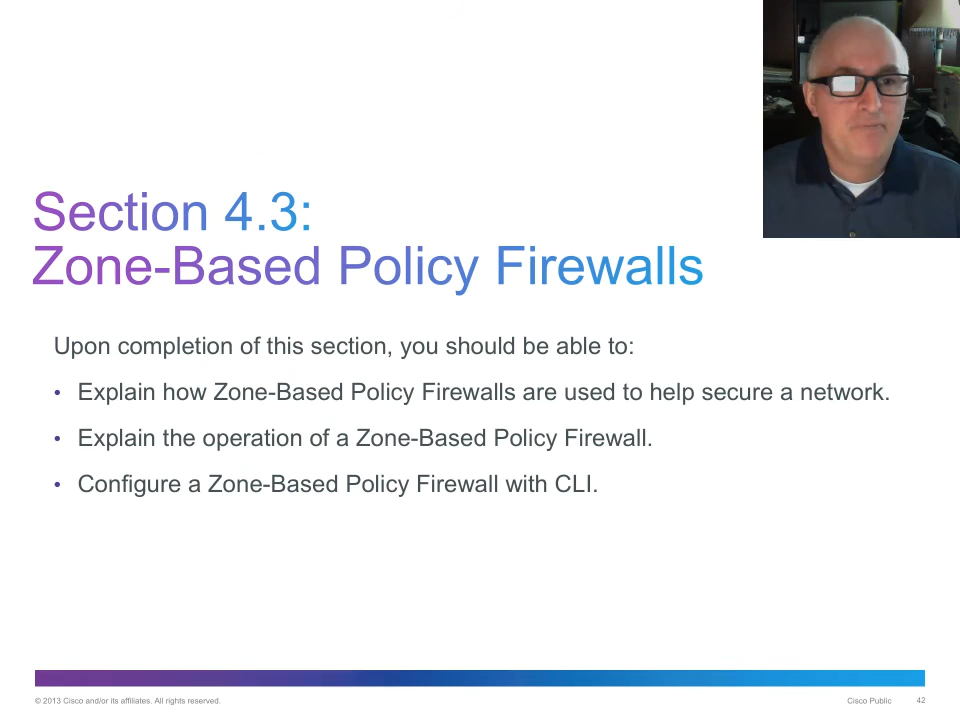 Section 4.3:
Zone-Based Policy Firewalls
Upon completion of this section, you should be able to:
• Explain how Zone-Based Policy Firewalls are used to help secure a network.
• Explain the operation of a Zone-Based Policy Firewall.
• Configure a Zone-Based Policy Firewall with CLI.
© 2013 Cisco and/or its affiliates. All rights reserved.
Cisco Public
42